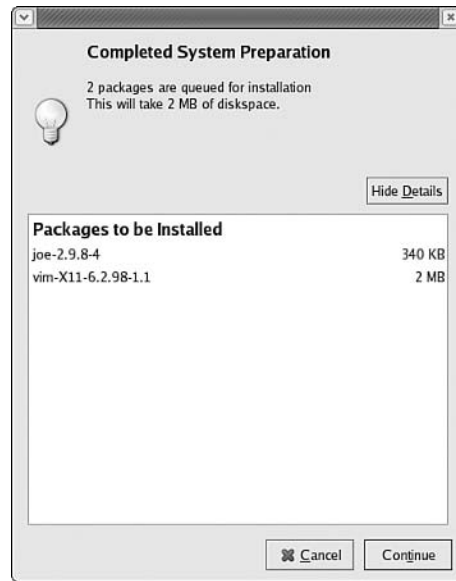 Completed System Preparation
2 packages are queued for installation
This will take 2 MB of diskspace.
Hide Details
Packages to be Installed
joe-2.9.8-4 340 KB
vim-X11-6.2.98-1.1 2 MB
Cancel Continue